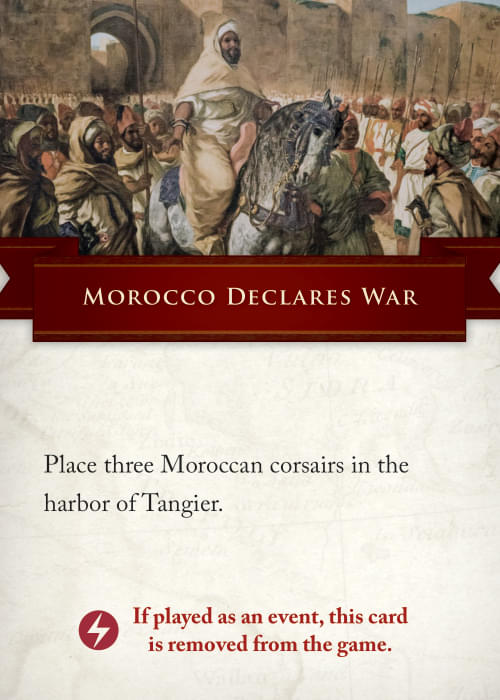 Morocco Declares War
Place three Moroccan corsairs in the
harbor of Tangier.
If played as an event, this card
is removed from the game.